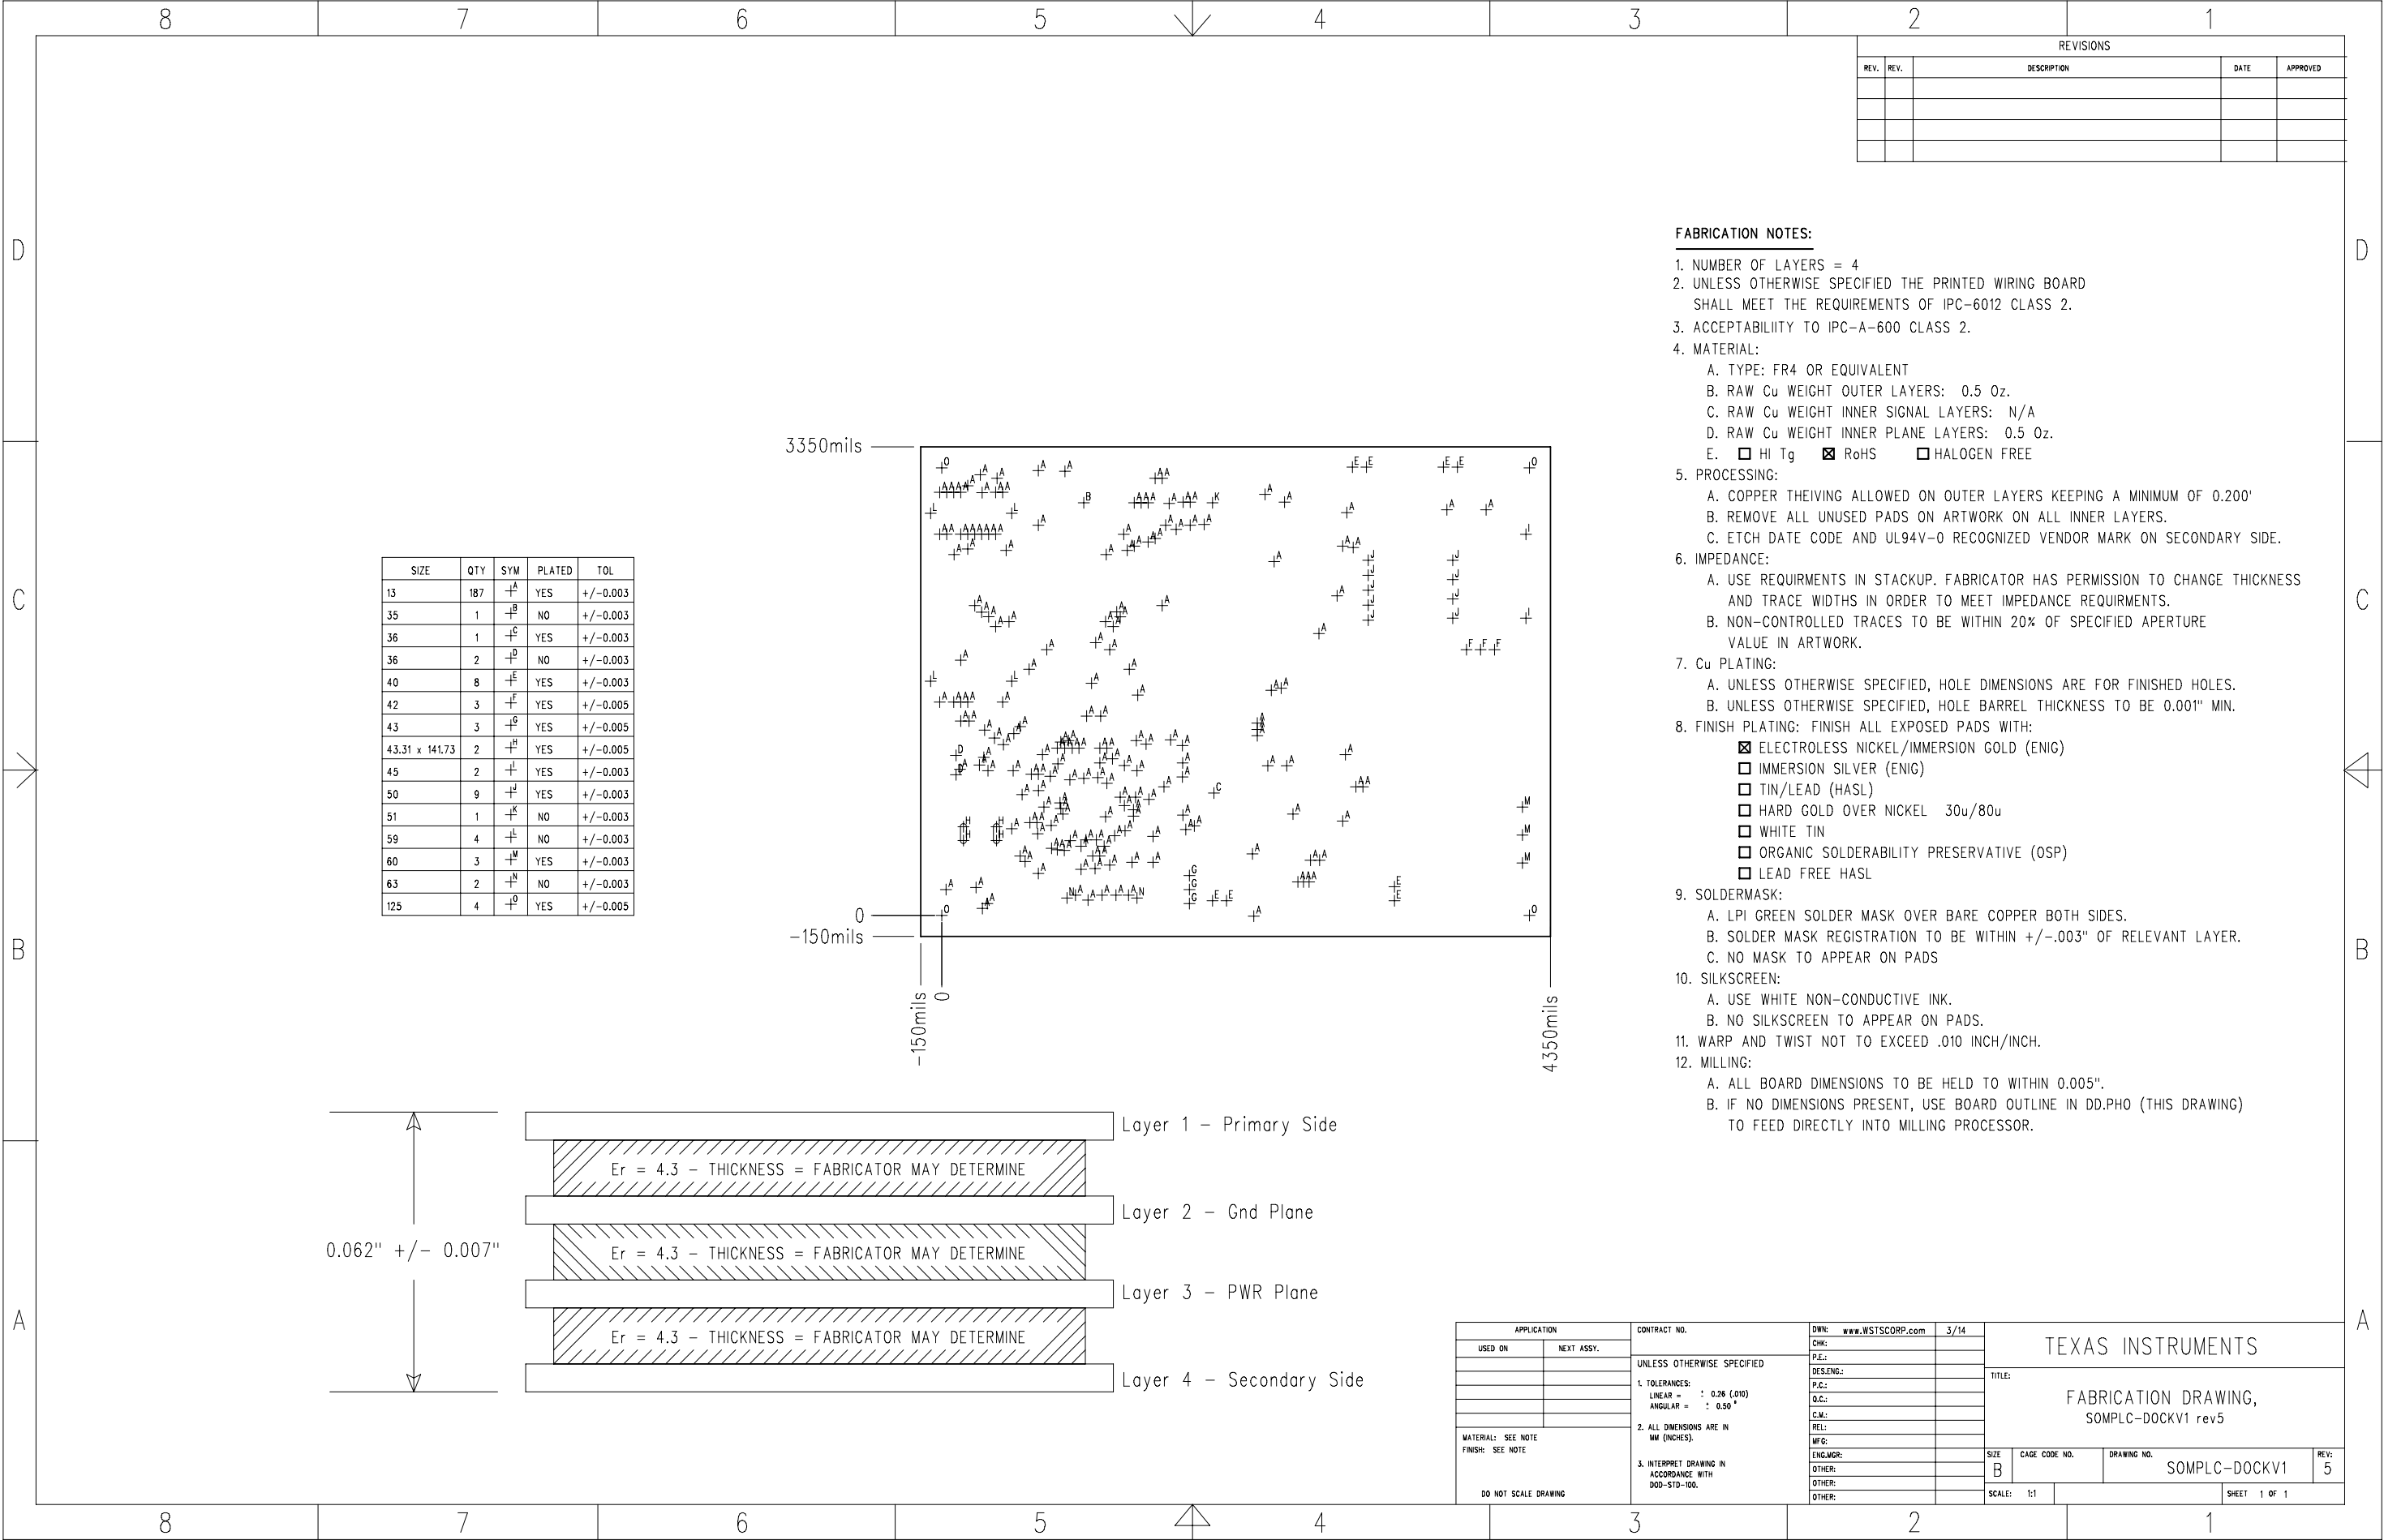 8 7 6 5 4 3 2 1
REVISIONS
REV. REV. DESCRIPTION DATE APPROVED
D D
C C
B B
A A
FABRICATION NOTES:
1. NUMBER OF LAYERS = 4
2. UNLESS OTHERWISE SPECIFIED THE PRINTED WIRING BOARD
SHALL MEET THE REQUIREMENTS OF IPC-6012 CLASS 2.
3. ACCEPTABILIITY TO IPC-A-600 CLASS 2.
4. MATERIAL:
A. TYPE: FR4 OR EQUIVALENT
B. RAW Cu WEIGHT OUTER LAYERS: 0.5 Oz.
C. RAW Cu WEIGHT INNER SIGNAL LAYERS: N/A
D. RAW Cu WEIGHT INNER PLANE LAYERS: 0.5 Oz.
E. ☐ HI Tg ☒ RoHS ☐ HALOGEN FREE
5. PROCESSING:
A. COPPER THEIVING ALLOWED ON OUTER LAYERS KEEPING A MINIMUM OF 0.200'
B. REMOVE ALL UNUSED PADS ON ARTWORK ON ALL INNER LAYERS.
C. ETCH DATE CODE AND UL94V-0 RECOGNIZED VENDOR MARK ON SECONDARY SIDE.
6. IMPEDANCE:
A. USE REQUIRMENTS IN STACKUP. FABRICATOR HAS PERMISSION TO CHANGE THICKNESS
AND TRACE WIDTHS IN ORDER TO MEET IMPEDANCE REQUIRMENTS.
B. NON-CONTROLLED TRACES TO BE WITHIN 20% OF SPECIFIED APERTURE
VALUE IN ARTWORK.
7. Cu PLATING:
A. UNLESS OTHERWISE SPECIFIED, HOLE DIMENSIONS ARE FOR FINISHED HOLES.
B. UNLESS OTHERWISE SPECIFIED, HOLE BARREL THICKNESS TO BE 0.001" MIN.
8. FINISH PLATING: FINISH ALL EXPOSED PADS WITH:
☒ ELECTROLESS NICKEL/IMMERSION GOLD (ENIG)
☐ IMMERSION SILVER (ENIG)
☐ TIN/LEAD (HASL)
☐ HARD GOLD OVER NICKEL 30u/80u
☐ WHITE TIN
☐ ORGANIC SOLDERABILITY PRESERVATIVE (OSP)
☐ LEAD FREE HASL
9. SOLDERMASK:
A. LPI GREEN SOLDER MASK OVER BARE COPPER BOTH SIDES.
B. SOLDER MASK REGISTRATION TO BE WITHIN +/-.003" OF RELEVANT LAYER.
C. NO MASK TO APPEAR ON PADS
10. SILKSCREEN:
A. USE WHITE NON-CONDUCTIVE INK.
B. NO SILKSCREEN TO APPEAR ON PADS.
11. WARP AND TWIST NOT TO EXCEED .010 INCH/INCH.
12. MILLING:
A. ALL BOARD DIMENSIONS TO BE HELD TO WITHIN 0.005".
B. IF NO DIMENSIONS PRESENT, USE BOARD OUTLINE IN DD.PHO (THIS DRAWING)
TO FEED DIRECTLY INTO MILLING PROCESSOR.
SIZE QTY SYM PLATED TOL
13 187 A YES +/-0.003
35 1 B NO +/-0.003
36 1 C YES +/-0.003
36 2 D NO +/-0.003
40 8 E YES +/-0.003
42 3 F YES +/-0.005
43 3 G YES +/-0.005
43.31 x 141.73 2 H YES +/-0.005
45 2 I YES +/-0.003
50 9 J YES +/-0.003
51 1 K NO +/-0.003
59 4 L NO +/-0.003
60 3 M YES +/-0.003
63 2 N NO +/-0.003
125 4 O YES +/-0.005
3350mils
0
-150mils
-150mils
0
4350mils
Layer 1 - Primary Side
Er = 4.3 - THICKNESS = FABRICATOR MAY DETERMINE
Layer 2 - Gnd Plane
0.062" +/- 0.007"
Er = 4.3 - THICKNESS = FABRICATOR MAY DETERMINE
Layer 3 - PWR Plane
Er = 4.3 - THICKNESS = FABRICATOR MAY DETERMINE
Layer 4 - Secondary Side
APPLICATION
USED ON NEXT ASSY.
MATERIAL: SEE NOTE
FINISH: SEE NOTE
DO NOT SCALE DRAWING
CONTRACT NO.
UNLESS OTHERWISE SPECIFIED
1. TOLERANCES:
LINEAR = ± 0.26 (.010)
ANGULAR = ± 0.50 °
2. ALL DIMENSIONS ARE IN
MM (INCHES).
3. INTERPRET DRAWING IN
ACCORDANCE WITH
DOD-STD-100.
DWN: www.WSTSCORP.com 3/14
CHK:
P.E.:
DES.ENG.:
P.C.:
Q.C.:
C.M.:
REL:
MFG:
ENG.MGR:
OTHER:
OTHER:
OTHER:
TEXAS INSTRUMENTS
TITLE:
FABRICATION DRAWING,
SOMPLC-DOCKV1 rev5
SIZE CAGE CODE NO. DRAWING NO. REV:
B SOMPLC-DOCKV1 5
SCALE: 1:1 SHEET 1 OF 1
8 7 6 5 4 3 2 1